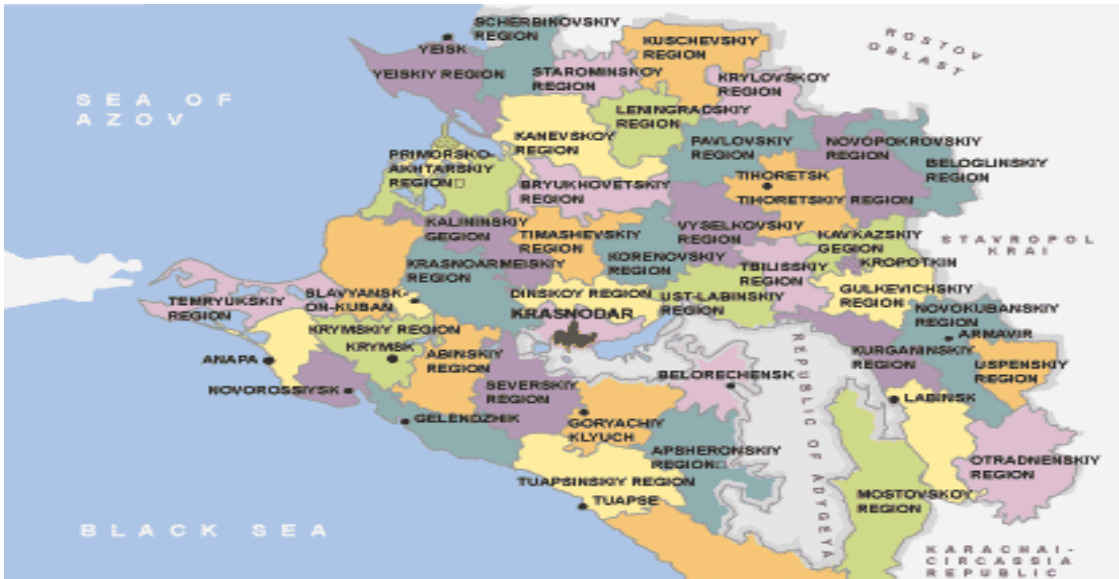 SCHERBINOVSKIY
REGION
YEISK
YEISKIY REGION
SEA OF
AZOV
STAROMINSKOY
REGION
KUSCHEVSKIY
REGION
KRYLOVSKOY
REGION
ROSTOV
OBLAST
LENINGRADSKIY
REGION
KANEVSKOY
REGION
PAVLOVSKIY
REGION
NOVOPOKROVSKIY
REGION
BELOGLINSKIY
REGION
PRIMORSKO-
AKHTARSKIY
REGION
BRYUKHOVETSKIY
REGION
TIHORETSK
TIHORETSKIY REGION
KALININSKIY
GEGION
TIMASHEVSKIY
REGION
VYSELKOVSKIY
REGION
KAVKAZSKIY
GEGION
STAVROPOL
KRAI
KRASNOARMEISKIY
REGION
KORENOVSKIY
REGION
TBILISSKIY
REGION
KROPOTKIN
GULKEVICHSKIY
REGION
TEMRYUKSKIY
REGION
SLAVYANSK-
ON-KUBAN
DINSKOY REGION
KRASNODAR
UST-LABINSKIY
REGION
NOVOKUBANSKIY
REGION
ARMAVIR
KRYMSKIY REGION
KRYMSK
ABINSKIY
REGION
KURGANINSKIY
REGION
USPENSKIY
REGION
ANAPA
NOVOROSSIYSK
SEVERSKIY
REGION
BELORECHENSK
REPUBLIC OF ADYGEYA
LABINSK
GELENDZHIK
GORYACHIY
KLYUCH
APSHERONSKIY
REGION
OTRADNENSKIY
REGION
TUAPSINSKIY REGION
TUAPSE
MOSTOVSKOY
REGION
BLACK SEA
KARACHAI-
CIRCASSIA
REPUBLIC